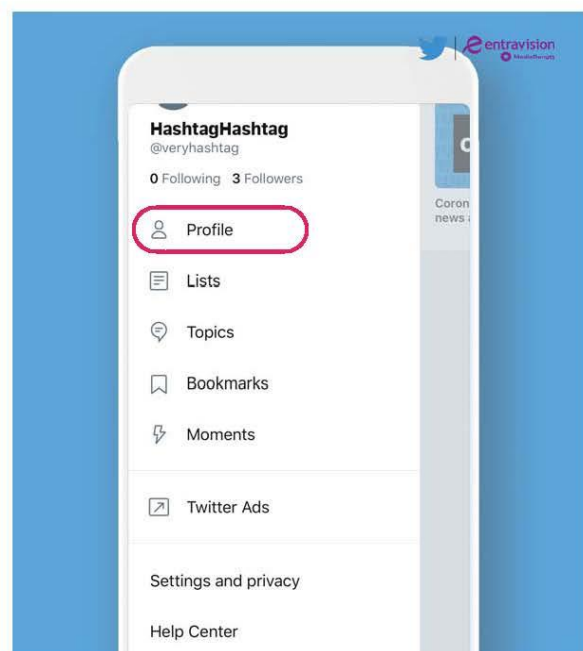 entravision
MediaDonuts
HashtagHashtag
@veryhashtag
0 Following 3 Followers
Profile
Lists
Topics
Bookmarks
Moments
Twitter Ads
Settings and privacy
Help Center
Coron
news a